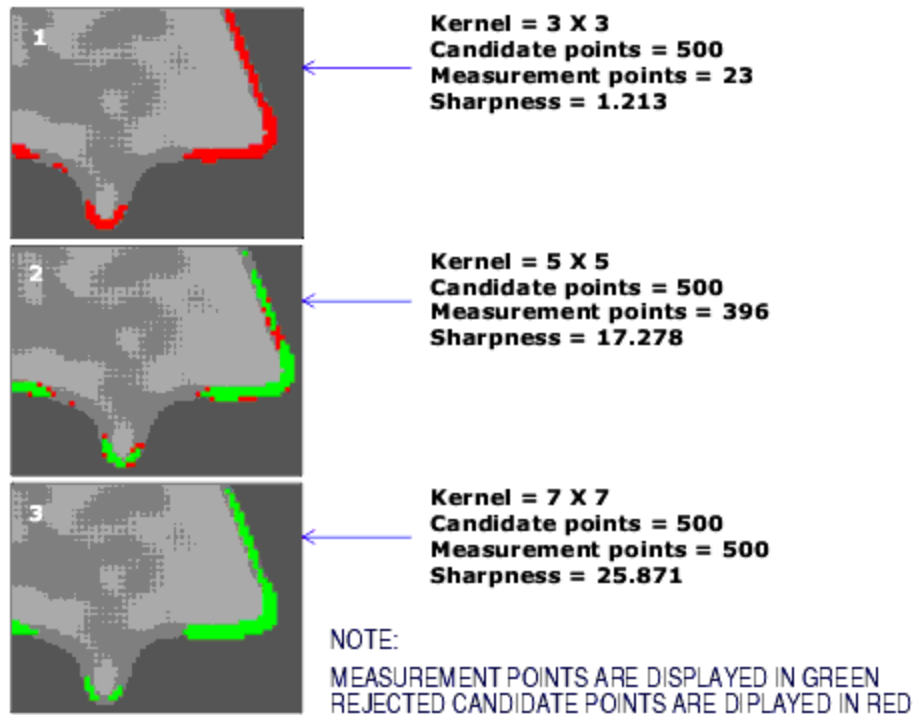 1
Kernel = 3 X 3
Candidate points = 500
Measurement points = 23
Sharpness = 1.213
2
Kernel = 5 X 5
Candidate points = 500
Measurement points = 396
Sharpness = 17.278
3
Kernel = 7 X 7
Candidate points = 500
Measurement points = 500
Sharpness = 25.871
NOTE:
MEASUREMENT POINTS ARE DISPLAYED IN GREEN
REJECTED CANDIDATE POINTS ARE DIPLAYED IN RED